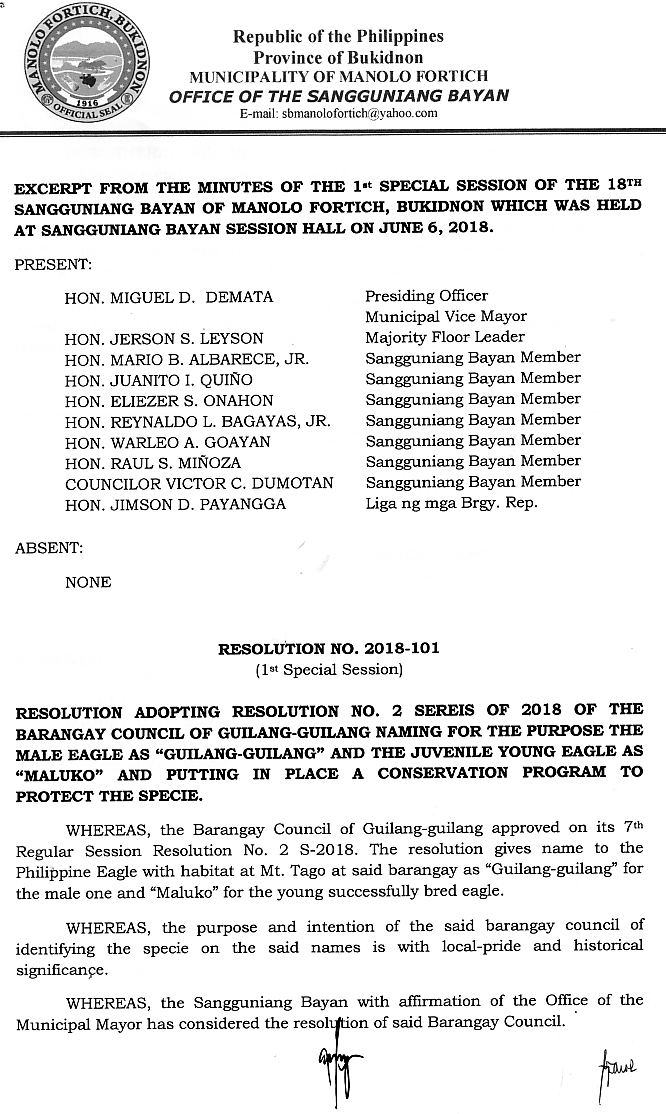 MANOLO FORTICH, BUKIDNON
1916
OFFICIAL SEAL
Republic of the Philippines
Province of Bukidnon
MUNICIPALITY OF MANOLO FORTICH
OFFICE OF THE SANGGUNIANG BAYAN
E-mail: sbmanolofortich@yahoo.com
EXCERPT FROM THE MINUTES OF THE 1st SPECIAL SESSION OF THE 18TH
SANGGUNIANG BAYAN OF MANOLO FORTICH, BUKIDNON WHICH WAS HELD
AT SANGGUNIANG BAYAN SESSION HALL ON JUNE 6, 2018.
PRESENT:
HON. MIGUEL D. DEMATA Presiding Officer
Municipal Vice Mayor
HON. JERSON S. LEYSON Majority Floor Leader
HON. MARIO B. ALBARECE, JR. Sangguniang Bayan Member
HON. JUANITO I. QUIÑO Sangguniang Bayan Member
HON. ELIEZER S. ONAHON Sangguniang Bayan Member
HON. REYNALDO L. BAGAYAS, JR. Sangguniang Bayan Member
HON. WARLEO A. GOAYAN Sangguniang Bayan Member
HON. RAUL S. MIÑOZA Sangguniang Bayan Member
COUNCILOR VICTOR C. DUMOTAN Sangguniang Bayan Member
HON. JIMSON D. PAYANGGA Liga ng mga Brgy. Rep.
ABSENT:
NONE
RESOLUTION NO. 2018-101
(1st Special Session)
RESOLUTION ADOPTING RESOLUTION NO. 2 SEREIS OF 2018 OF THE
BARANGAY COUNCIL OF GUILANG-GUILANG NAMING FOR THE PURPOSE THE
MALE EAGLE AS “GUILANG-GUILANG” AND THE JUVENILE YOUNG EAGLE AS
“MALUKO” AND PUTTING IN PLACE A CONSERVATION PROGRAM TO
PROTECT THE SPECIE.
WHEREAS, the Barangay Council of Guilang-guilang approved on its 7th
Regular Session Resolution No. 2 S-2018. The resolution gives name to the
Philippine Eagle with habitat at Mt. Tago at said barangay as “Guilang-guilang” for
the male one and “Maluko” for the young successfully bred eagle.
WHEREAS, the purpose and intention of the said barangay council of
identifying the specie on the said names is with local-pride and historical
significance.
WHEREAS, the Sangguniang Bayan with affirmation of the Office of the
Municipal Mayor has considered the resolution of said Barangay Council.